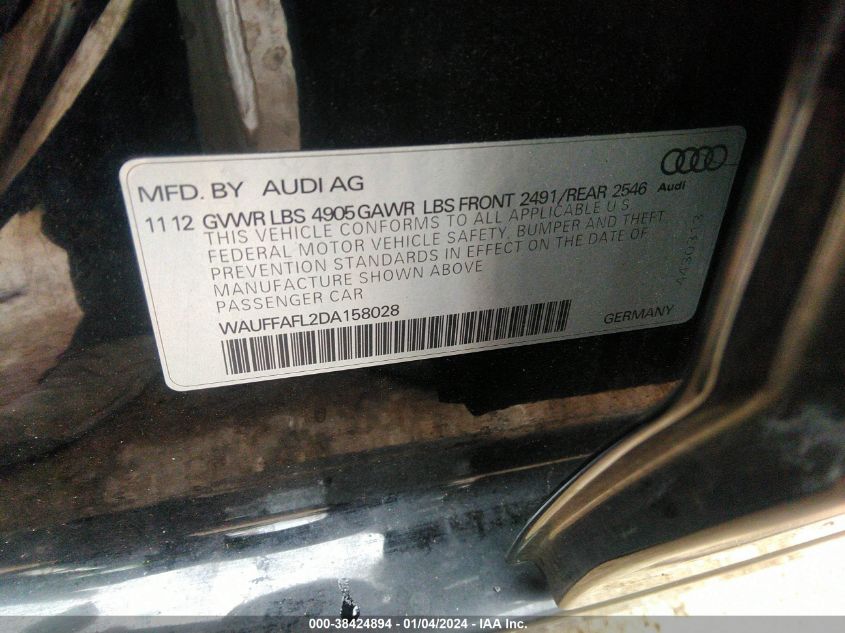 MFD. BY AUDI AG
Audi
11 12 GVWR LBS 4905 GAWR LBS FRONT 2491/REAR 2546
THIS VEHICLE CONFORMS TO ALL APPLICABLE U S
FEDERAL MOTOR VEHICLE SAFETY, BUMPER AND THEFT
PREVENTION STANDARDS IN EFFECT ON THE DATE OF
MANUFACTURE SHOWN ABOVE
PASSENGER CAR
4430313
WAUFFAFL2DA158028
GERMANY
000-38424894 - 01/04/2024 - IAA Inc.